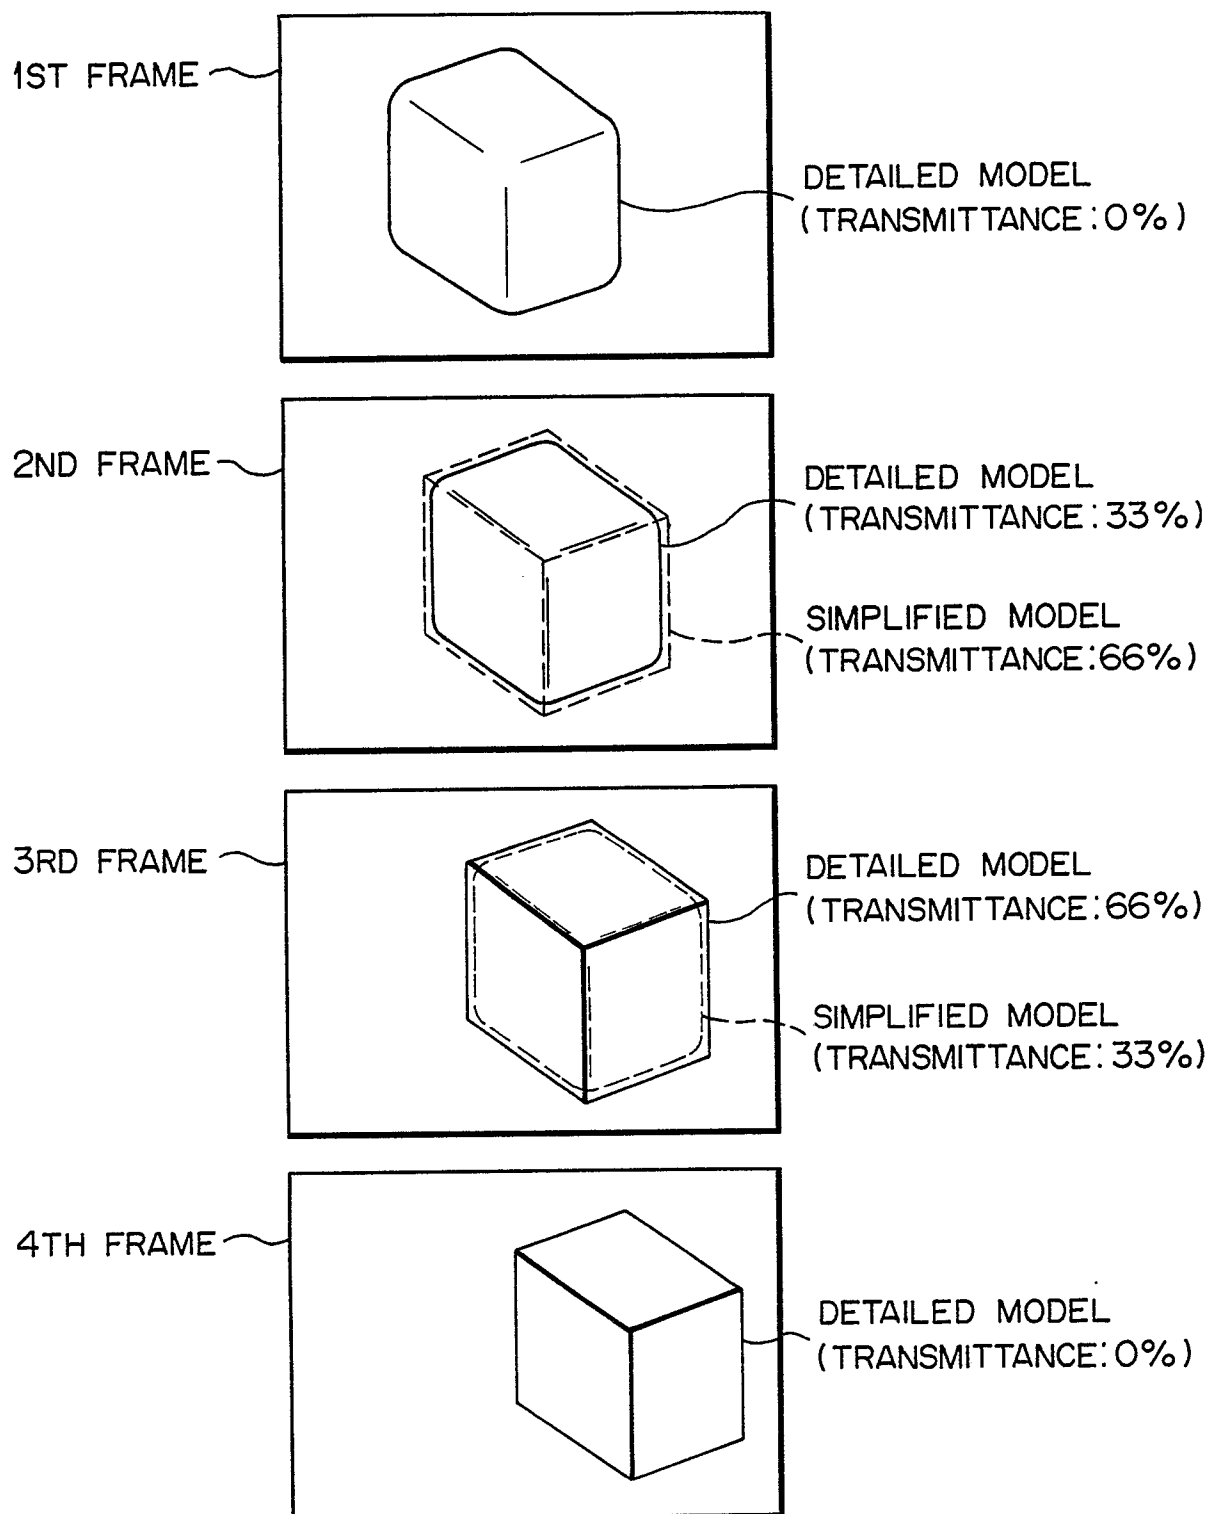 1ST FRAME
DETAILED MODEL
(TRANSMITTANCE:0%)
2ND FRAME
DETAILED MODEL
(TRANSMITTANCE:33%)
SIMPLIFIED MODEL
(TRANSMITTANCE:66%)
3RD FRAME
DETAILED MODEL
(TRANSMITTANCE:66%)
SIMPLIFIED MODEL
(TRANSMITTANCE:33%)
4TH FRAME
DETAILED MODEL
(TRANSMITTANCE:0%)